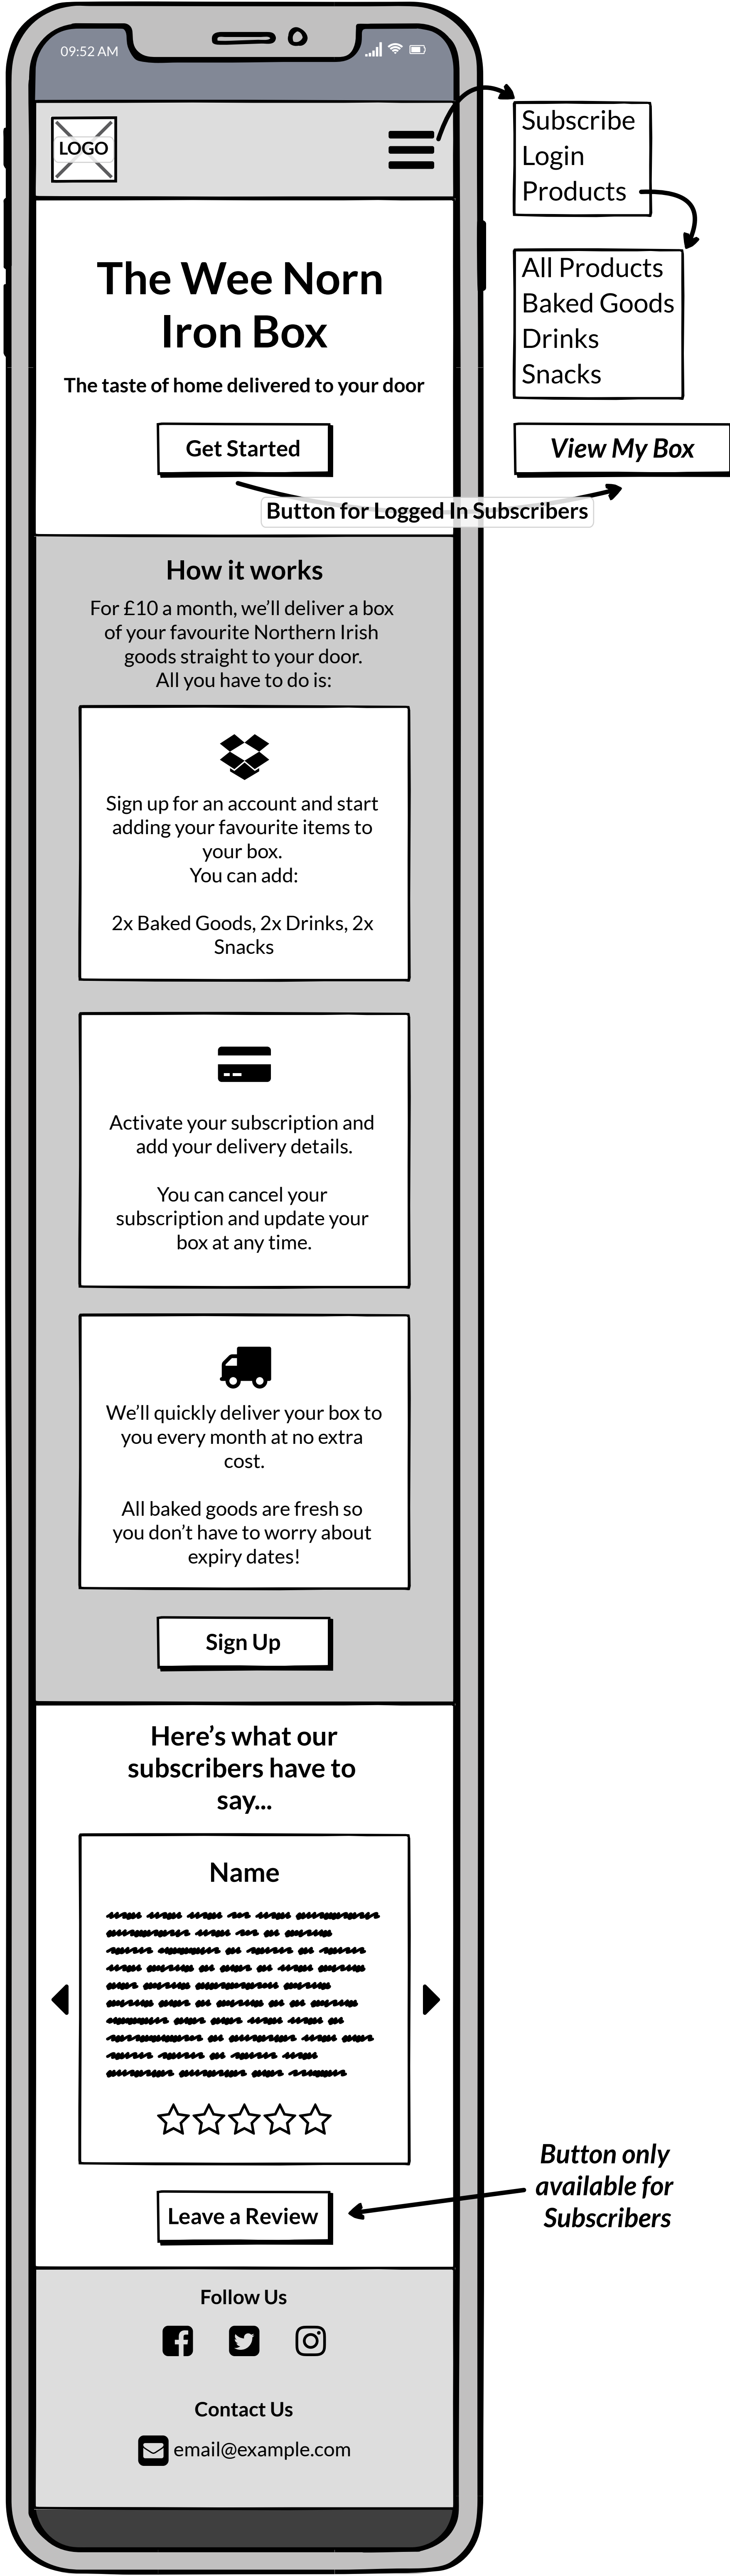 09:52 AM
LOGO
Subscribe
Login
Products
All Products
Baked Goods
Drinks
Snacks
The Wee Norn
Iron Box
The taste of home delivered to your door
Get Started
View My Box
Button for Logged In Subscribers
How it works
For £10 a month, we’ll deliver a box
of your favourite Northern Irish
goods straight to your door.
All you have to do is:
Sign up for an account and start
adding your favourite items to
your box.
You can add:
2x Baked Goods, 2x Drinks, 2x
Snacks
Activate your subscription and
add your delivery details.
You can cancel your
subscription and update your
box at any time.
We’ll quickly deliver your box to
you every month at no extra
cost.
All baked goods are fresh so
you don’t have to worry about
expiry dates!
Sign Up
Here’s what our
subscribers have to
say...
Name
Button only
available for
Subscribers
Leave a Review
Follow Us
Contact Us
email@example.com